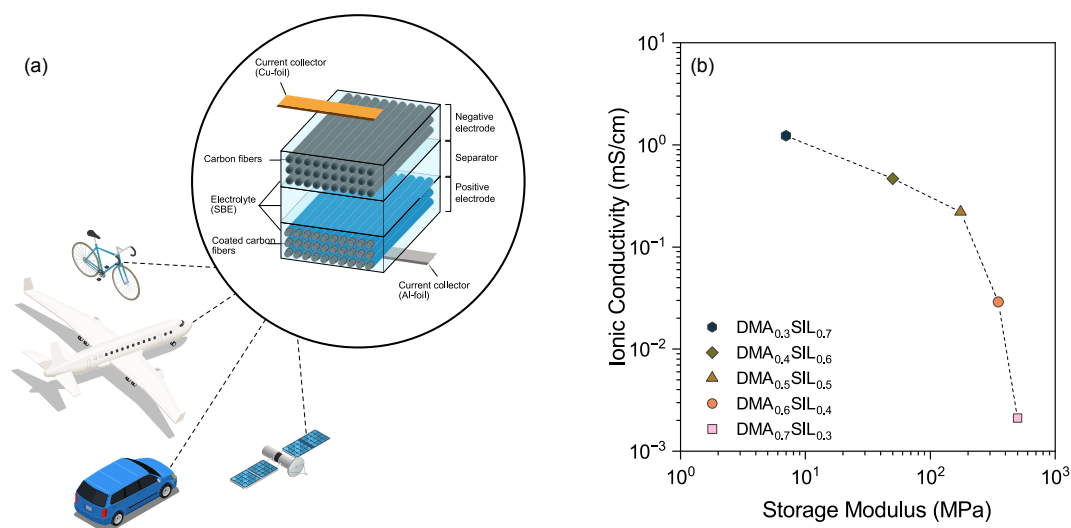 (a)
Current collector
(Cu-foil)
Negative
electrode
Carbon fibers
Separator
Electrolyte
(SBE)
Positive
electrode
Coated carbon
fibers
Current collector
(Al-foil)
(b)
Ionic Conductivity (mS/cm)
10¹
10⁰
10⁻¹
10⁻²
10⁻³
DMA₀.₃SIL₀.₇
DMA₀.₄SIL₀.₆
DMA₀.₅SIL₀.₅
DMA₀.₆SIL₀.₄
DMA₀.₇SIL₀.₃
10⁰ 10¹ 10² 10³
Storage Modulus (MPa)